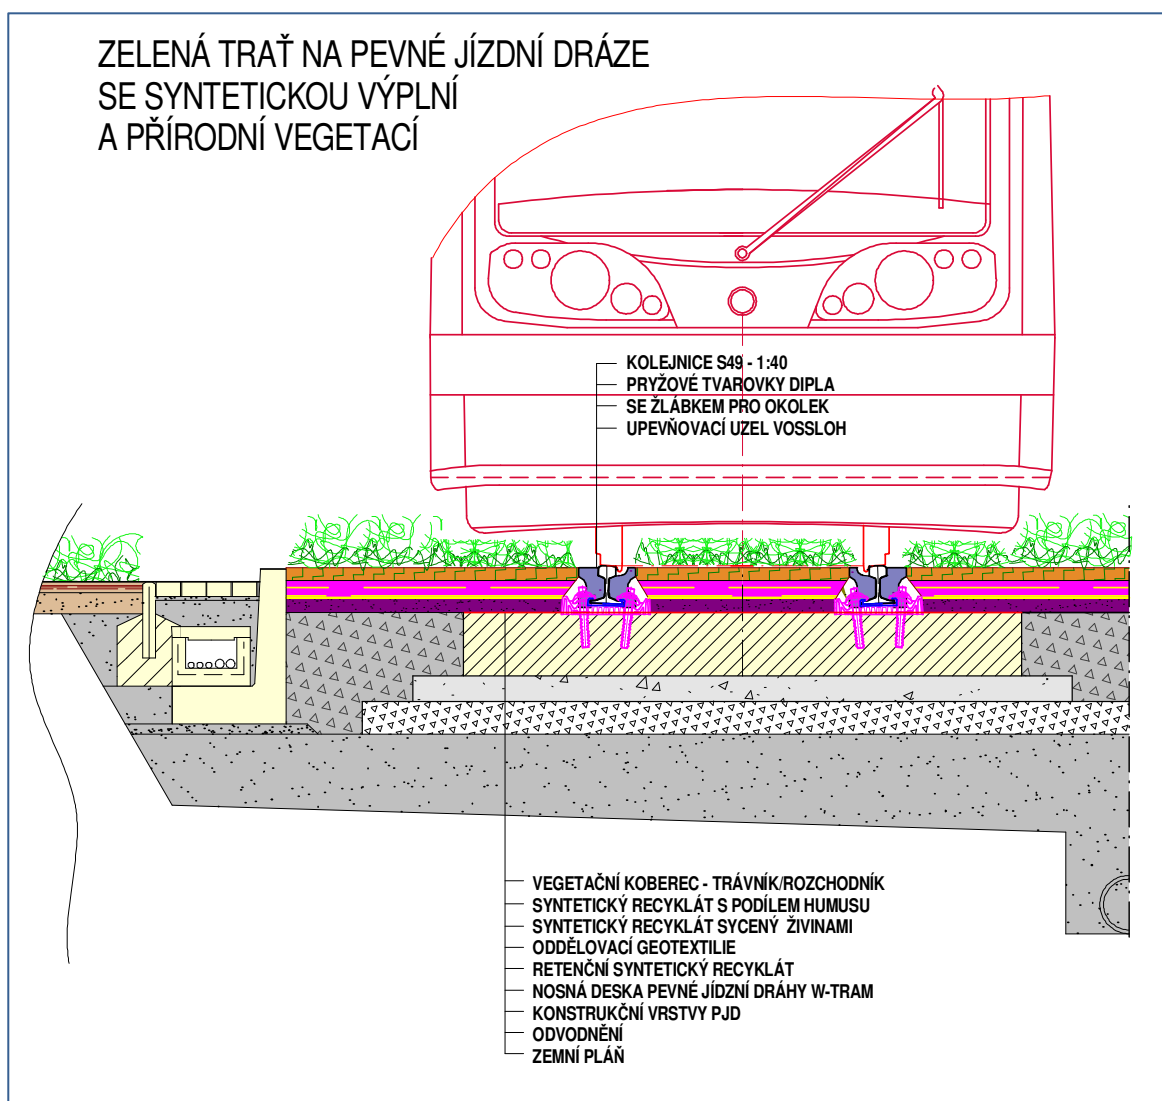 ZELENÁ TRAŤ NA PEVNÉ JÍZDNÍ DRÁZE
SE SYNTETICKOU VÝPLNÍ
A PŘÍRODNÍ VEGETACÍ
KOLEJNICE S49 - 1:40
PRYŽOVÉ TVAROVKY DIPLA
SE ŽLÁBKEM PRO OKOLEK
UPEVŇOVACÍ UZEL VOSSLOH
VEGETAČNÍ KOBEREC - TRÁVNÍK/ROZCHODNÍK
SYNTETICKÝ RECYKLÁT S PODÍLEM HUMUSU
SYNTETICKÝ RECYKLÁT SYCENÝ ŽIVINAMI
ODDĚLOVACÍ GEOTEXTILIE
RETENČNÍ SYNTETICKÝ RECYKLÁT
NOSNÁ DESKA PEVNÉ JÍDZNÍ DRÁHY W-TRAM
KONSTRUKČNÍ VRSTVY PJD
ODVODNĚNÍ
ZEMNÍ PLÁŇ